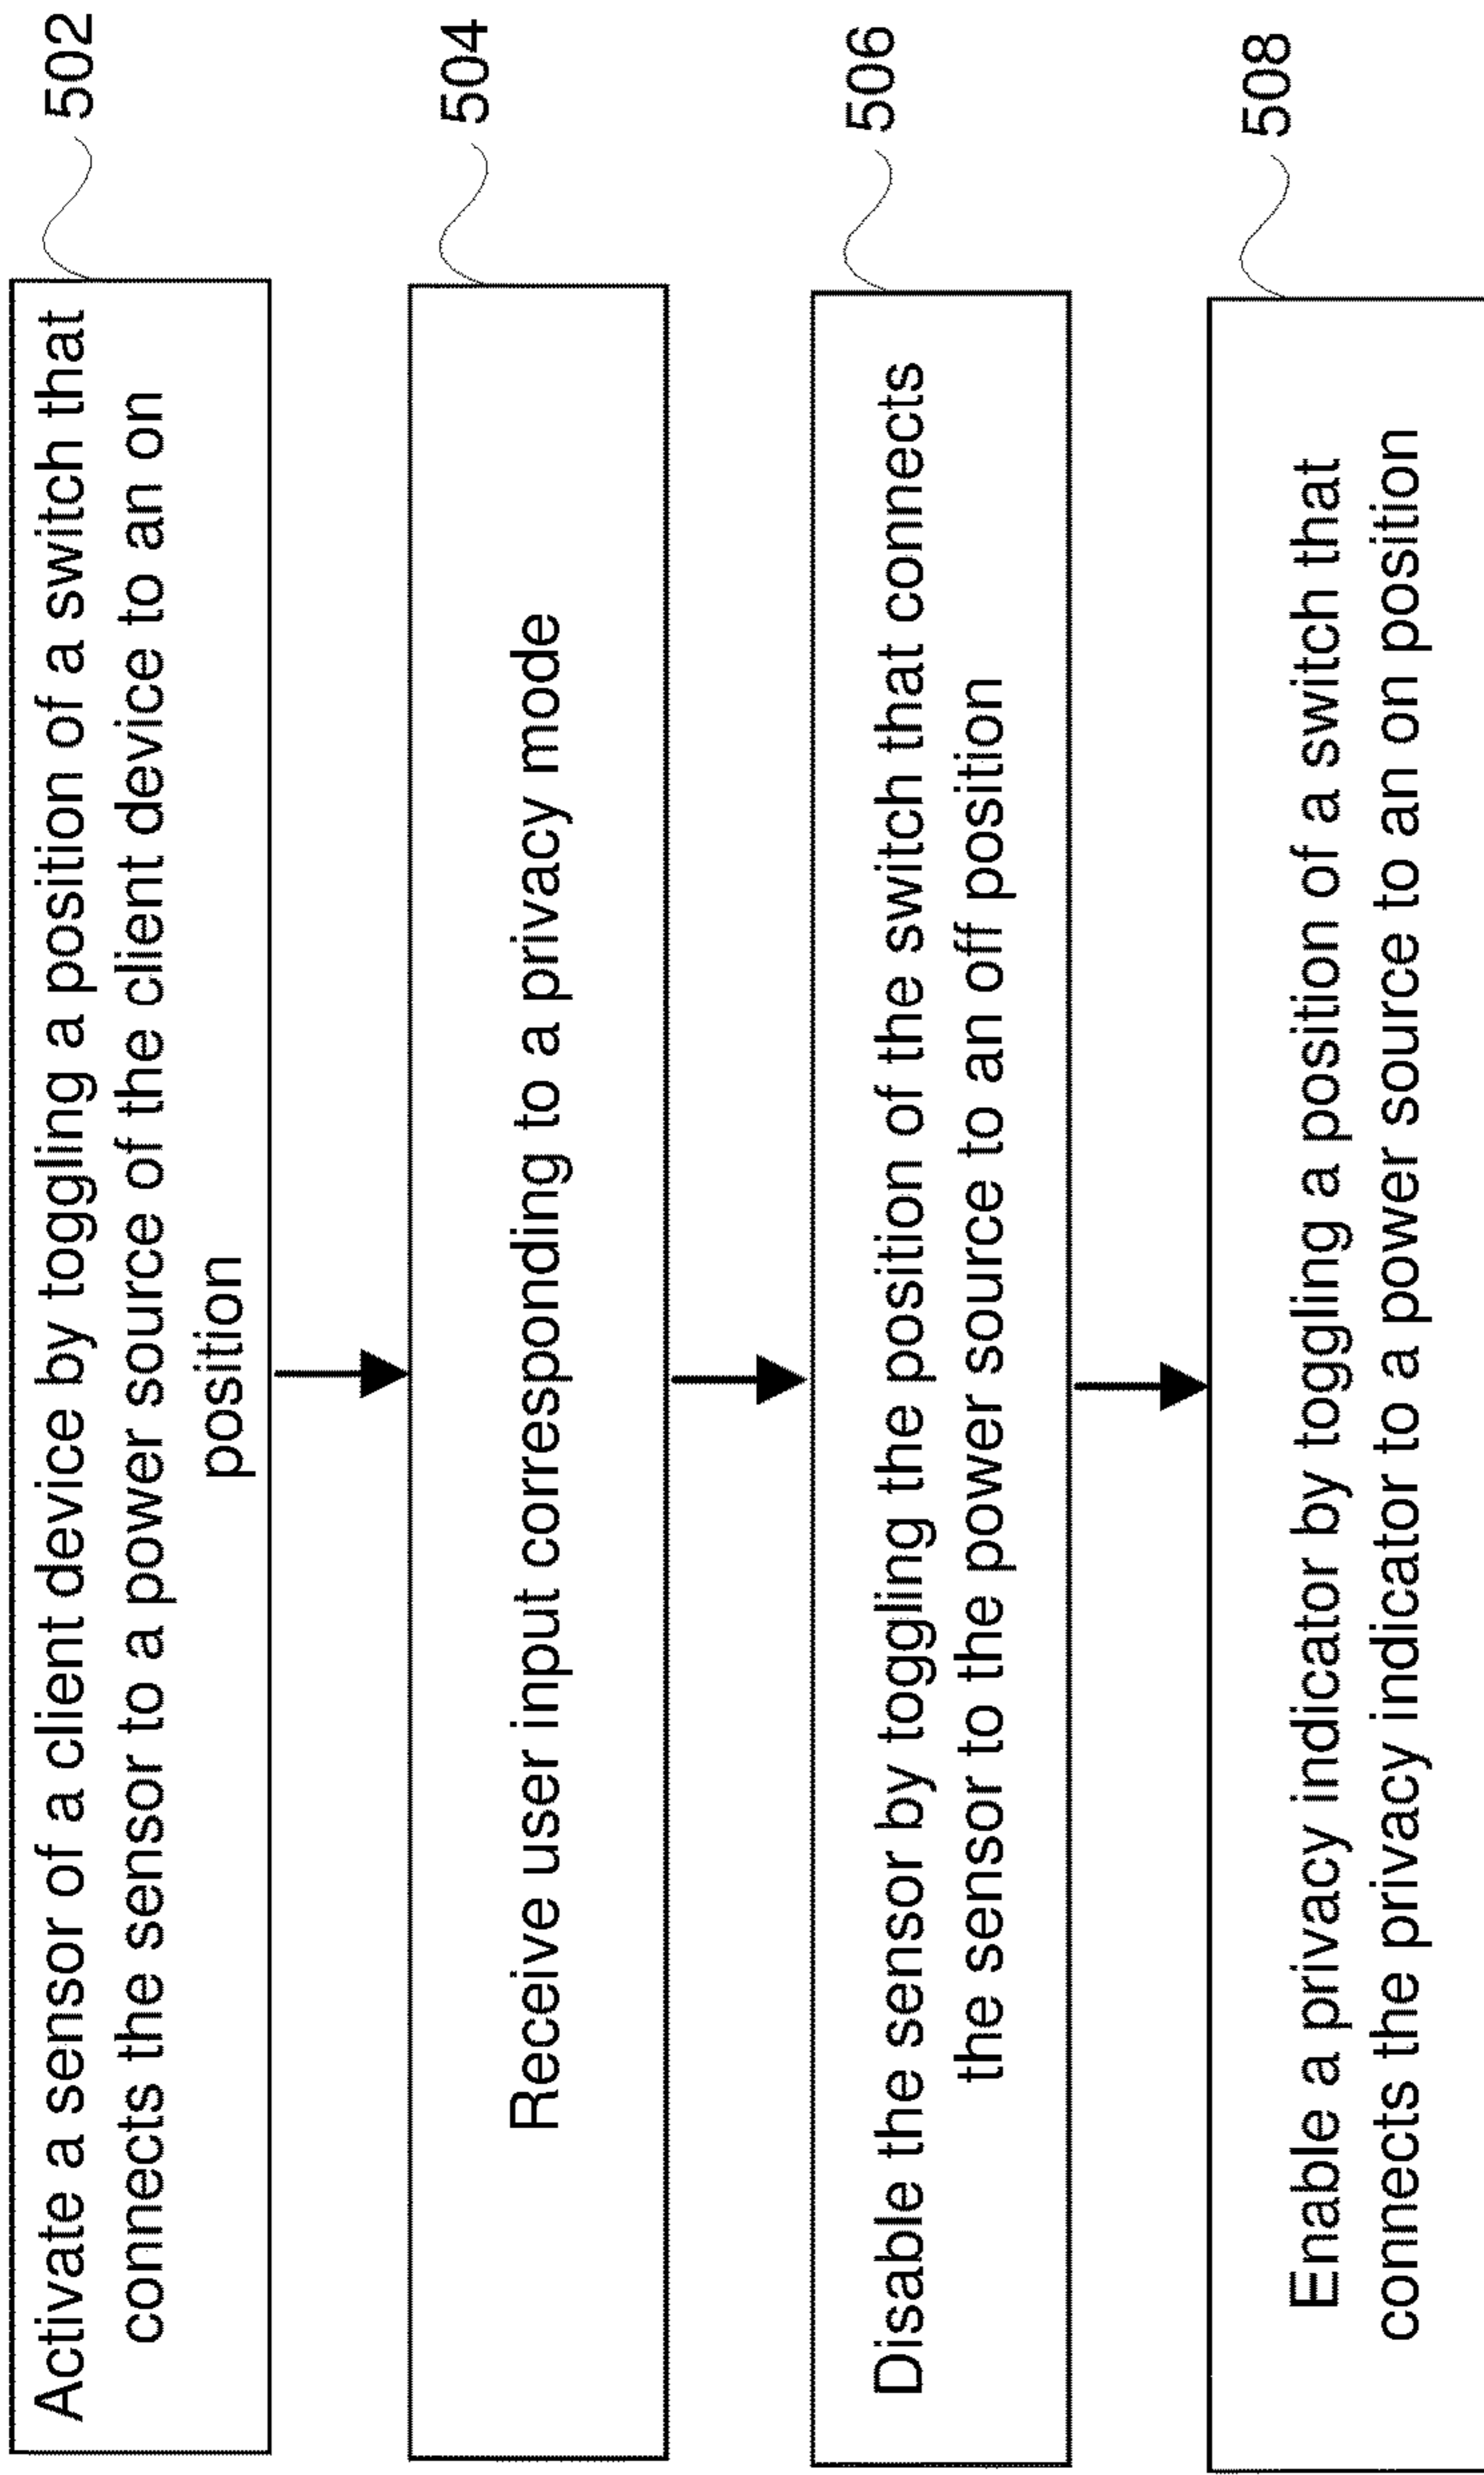 Activate a sensor of a client device by toggling a position of a switch that
connects the sensor to a power source of the client device to an on
position
502
Receive user input corresponding to a privacy mode
504
Disable the sensor by toggling the position of the switch that connects
the sensor to the power source to an off position
506
Enable a privacy indicator by toggling a position of a switch that
connects the privacy indicator to a power source to an on position
508